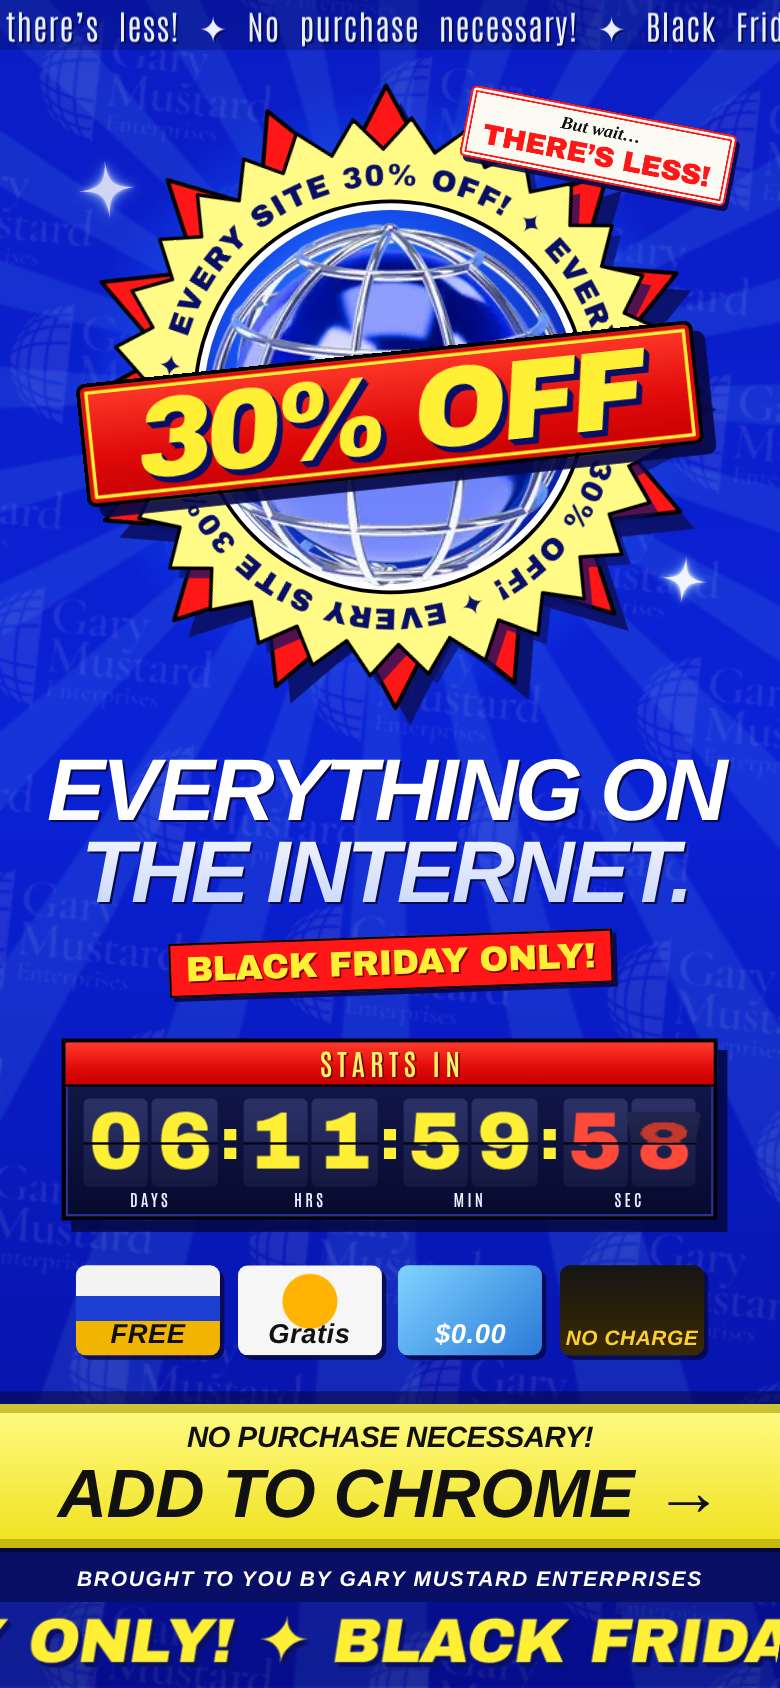 there's less! ✦ No purchase necessary! ✦ Black Frid
But wait...
THERE'S LESS!
EVERY SITE 30% OFF! ✦ EVERY
30% OFF
30% OFF! ✦ EVERY SITE 30%
EVERYTHING ON
THE INTERNET.
BLACK FRIDAY ONLY!
STARTS IN
06:11:59:58
DAYS HRS MIN SEC
FREE Gratis $0.00 NO CHARGE
NO PURCHASE NECESSARY!
ADD TO CHROME →
BROUGHT TO YOU BY GARY MUSTARD ENTERPRISES
Y ONLY! ✦ BLACK FRIDA
Gary
Mustard
Enterprises